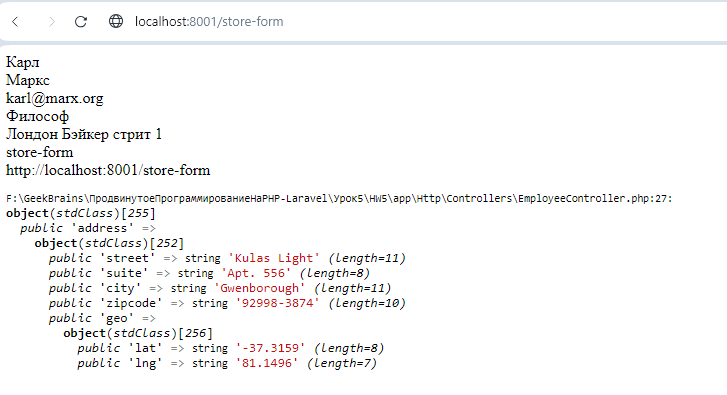 localhost:8001/store-form
Карл
Маркс
karl@marx.org
Философ
Лондон Бэйкер стрит 1
store-form
http://localhost:8001/store-form
F:\GeekBrains\ПродвинутоеПрограммированиеНаPHP-Laravel\Урок5\HW5\app\Http\Controllers\EmployeeController.php:27:
object(stdClass)[255]
public 'address' =>
object(stdClass)[252]
public 'street' => string 'Kulas Light' (length=11)
public 'suite' => string 'Apt. 556' (length=8)
public 'city' => string 'Gwenborough' (length=11)
public 'zipcode' => string '92998-3874' (length=10)
public 'geo' =>
object(stdClass)[256]
public 'lat' => string '-37.3159' (length=8)
public 'lng' => string '81.1496' (length=7)